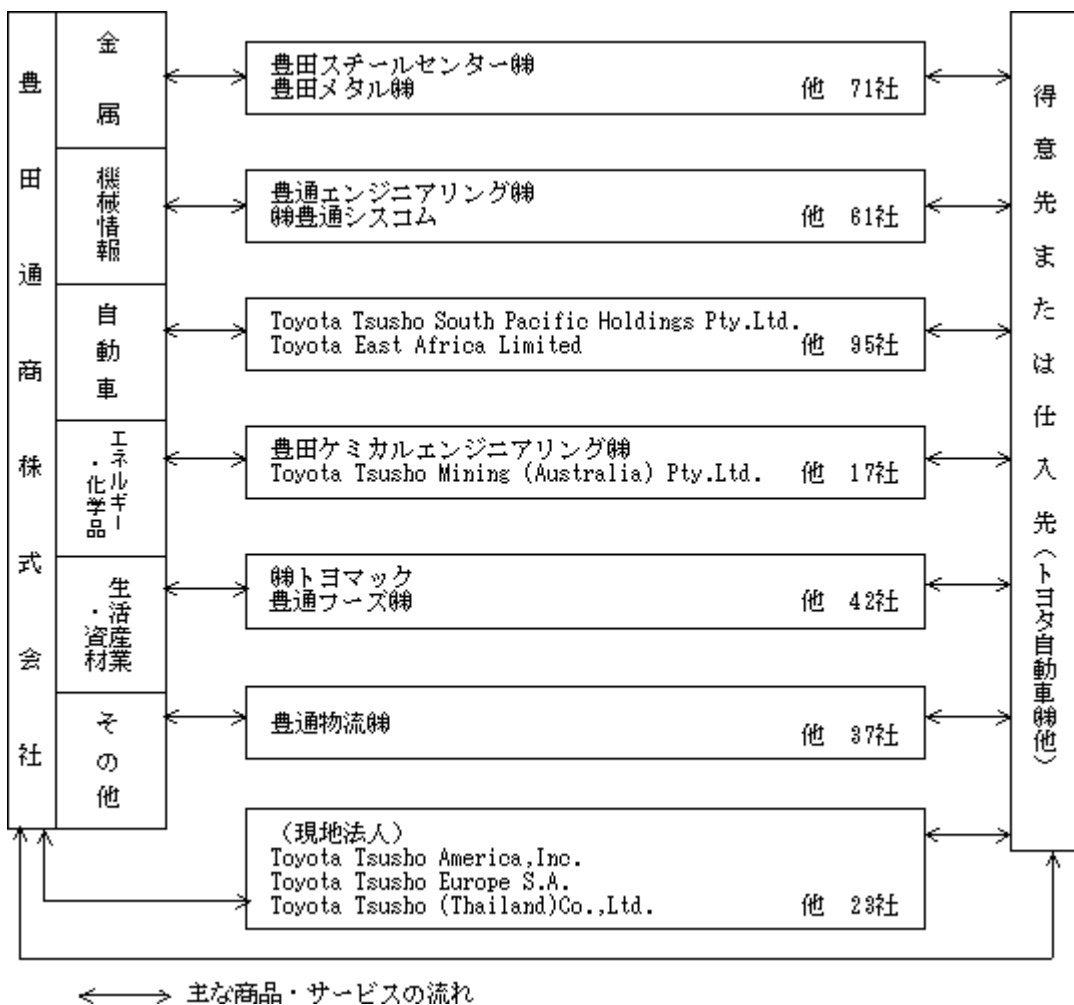 豊田通商株式会社
金属
豊田スチールセンター㈱
豊田メタル㈱ 他 71社
機械情報
豊通エンジニアリング㈱
㈱豊通シスコム 他 61社
自動車
Toyota Tsusho South Pacific Holdings Pty.Ltd.
Toyota East Africa Limited 他 95社
エネルギー
・化学品
豊田ケミカルエンジニアリング㈱
Toyota Tsusho Mining (Australia) Pty.Ltd. 他 17社
生活産業
・資材
㈱トヨマック
豊通フーズ㈱ 他 42社
その他
豊通物流㈱ 他 37社
(現地法人)
Toyota Tsusho America,Inc.
Toyota Tsusho Europe S.A.
Toyota Tsusho (Thailand)Co.,Ltd. 他 23社
得意先または仕入先(トヨタ自動車㈱他)
主な商品・サービスの流れ